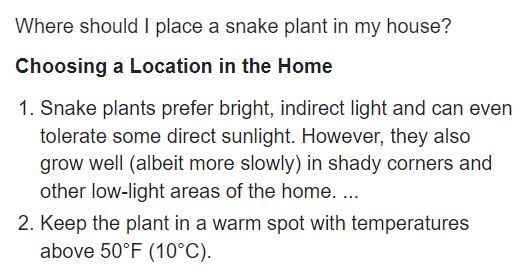 Where should I place a snake plant in my house?
Choosing a Location in the Home
1. Snake plants prefer bright, indirect light and can even
tolerate some direct sunlight. However, they also
grow well (albeit more slowly) in shady corners and
other low-light areas of the home. ...
2. Keep the plant in a warm spot with temperatures
above 50°F (10°C).